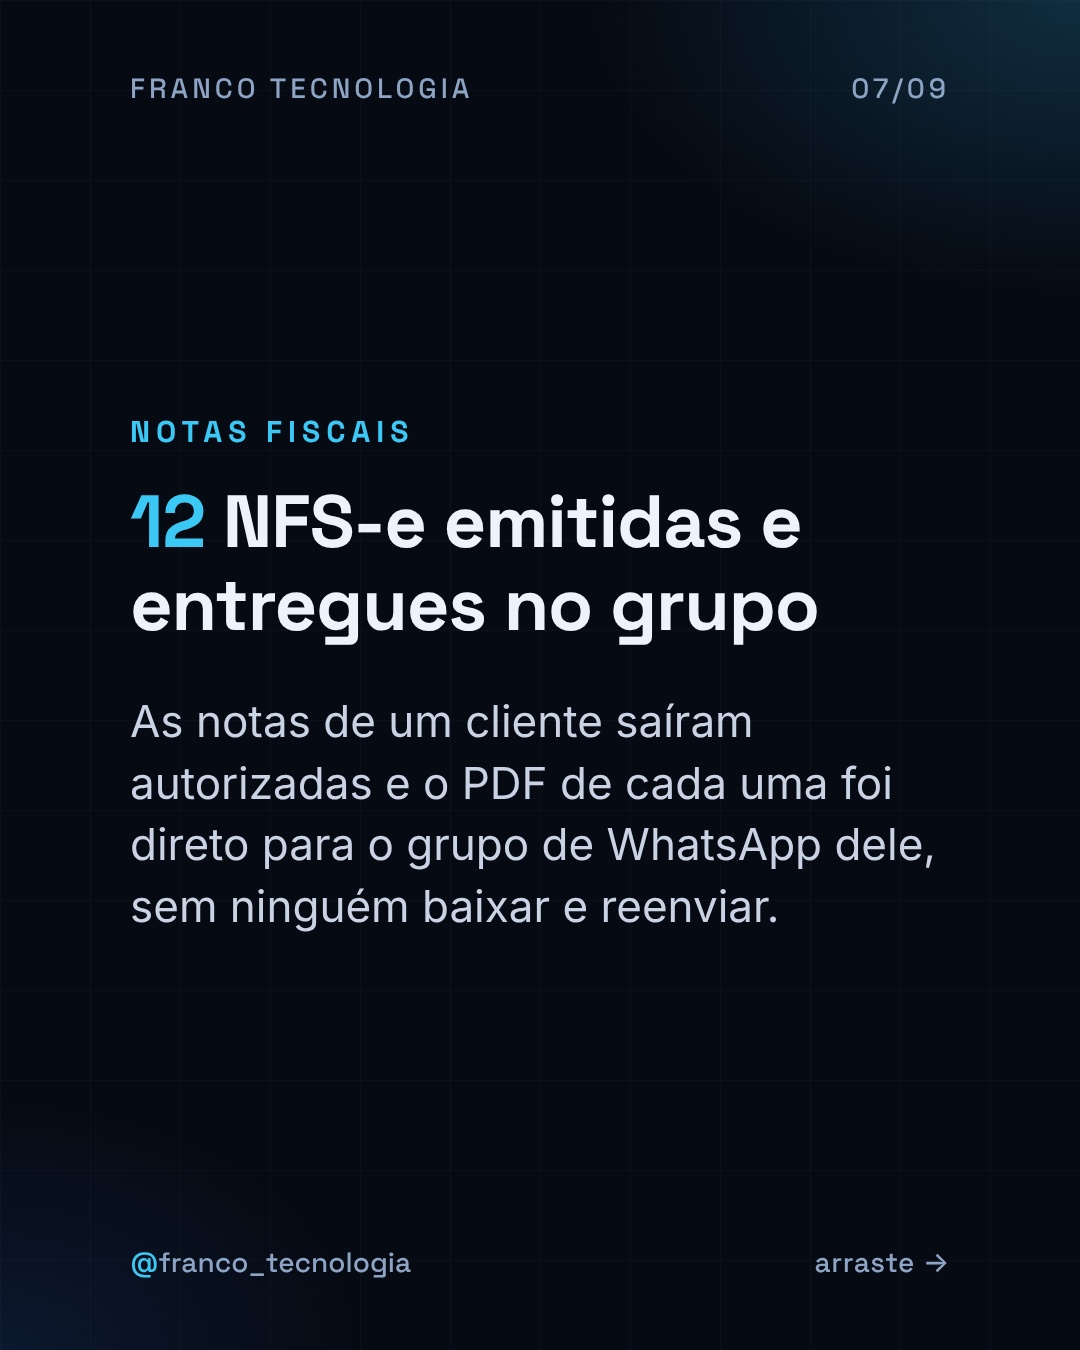 FRANCO TECNOLOGIA
07/09
NOTAS FISCAIS
12 NFS-e emitidas e
entregues no grupo
As notas de um cliente saíram
autorizadas e o PDF de cada uma foi
direto para o grupo de WhatsApp dele,
sem ninguém baixar e reenviar.
@franco_tecnologia
arraste →